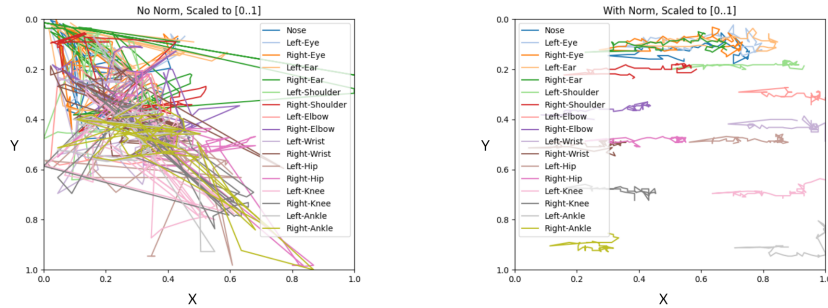 No Norm, Scaled to [0..1]
0.0
0.2
0.4
0.6
0.8
1.0
Y
0.0
0.2
0.4
0.6
0.8
1.0
X
Nose
Left-Eye
Right-Eye
Left-Ear
Right-Ear
Left-Shoulder
Right-Shoulder
Left-Elbow
Right-Elbow
Left-Wrist
Right-Wrist
Left-Hip
Right-Hip
Left-Knee
Right-Knee
Left-Ankle
Right-Ankle
With Norm, Scaled to [0..1]
0.0
0.2
0.4
0.6
0.8
1.0
Y
0.0
0.2
0.4
0.6
0.8
1.0
X
Nose
Left-Eye
Right-Eye
Left-Ear
Right-Ear
Left-Shoulder
Right-Shoulder
Left-Elbow
Right-Elbow
Left-Wrist
Right-Wrist
Left-Hip
Right-Hip
Left-Knee
Right-Knee
Left-Ankle
Right-Ankle